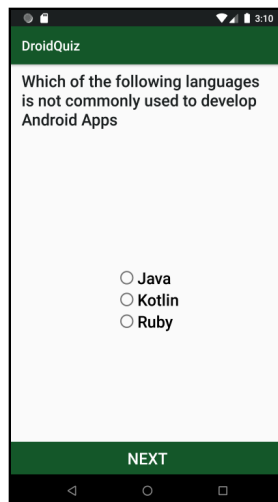 3:10
DroidQuiz
Which of the following languages
is not commonly used to develop
Android Apps
Java
Kotlin
Ruby
NEXT